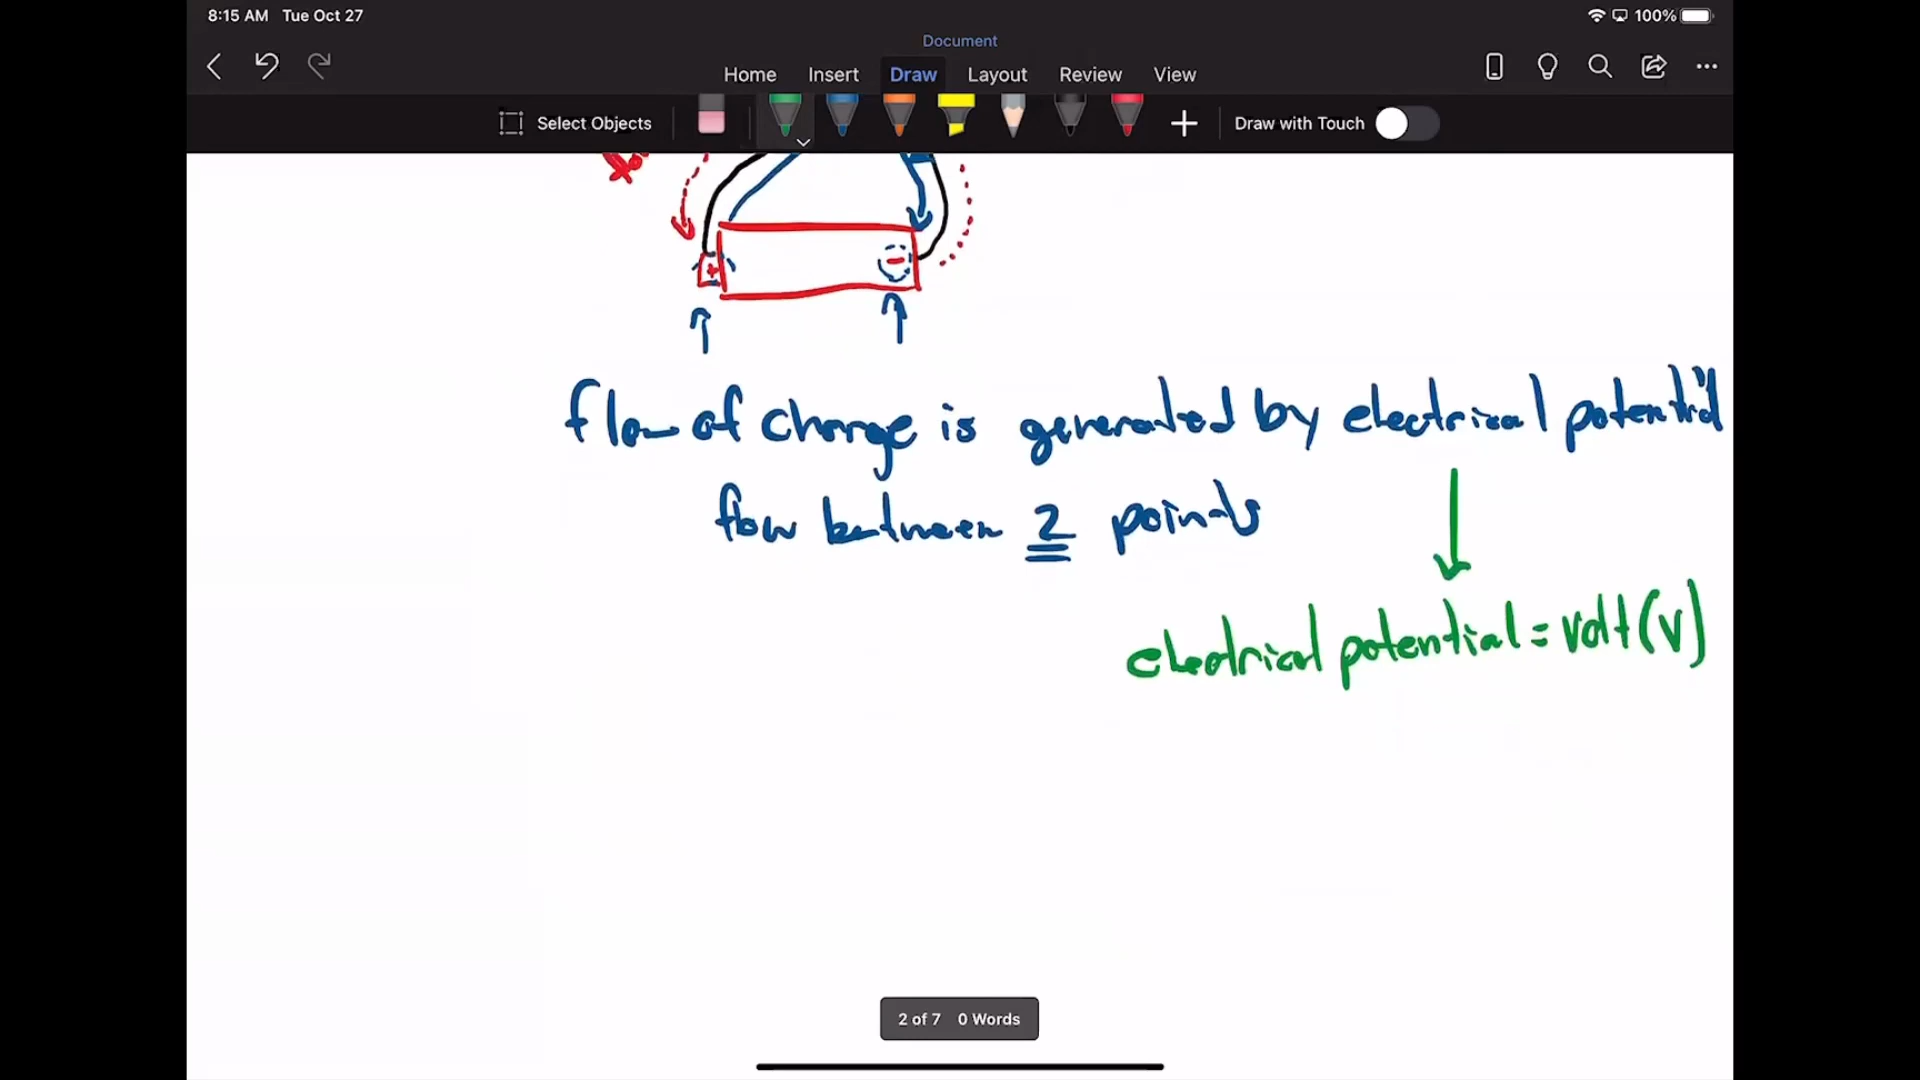 8:15 AM Tue Oct 27
100%
Document
Home Insert Draw Layout Review View
Select Objects
Draw with Touch
+
−
flow of charge is generated by electrical potential
flow between 2 points
electrical potential = volt (V)
2 of 7 0 Words